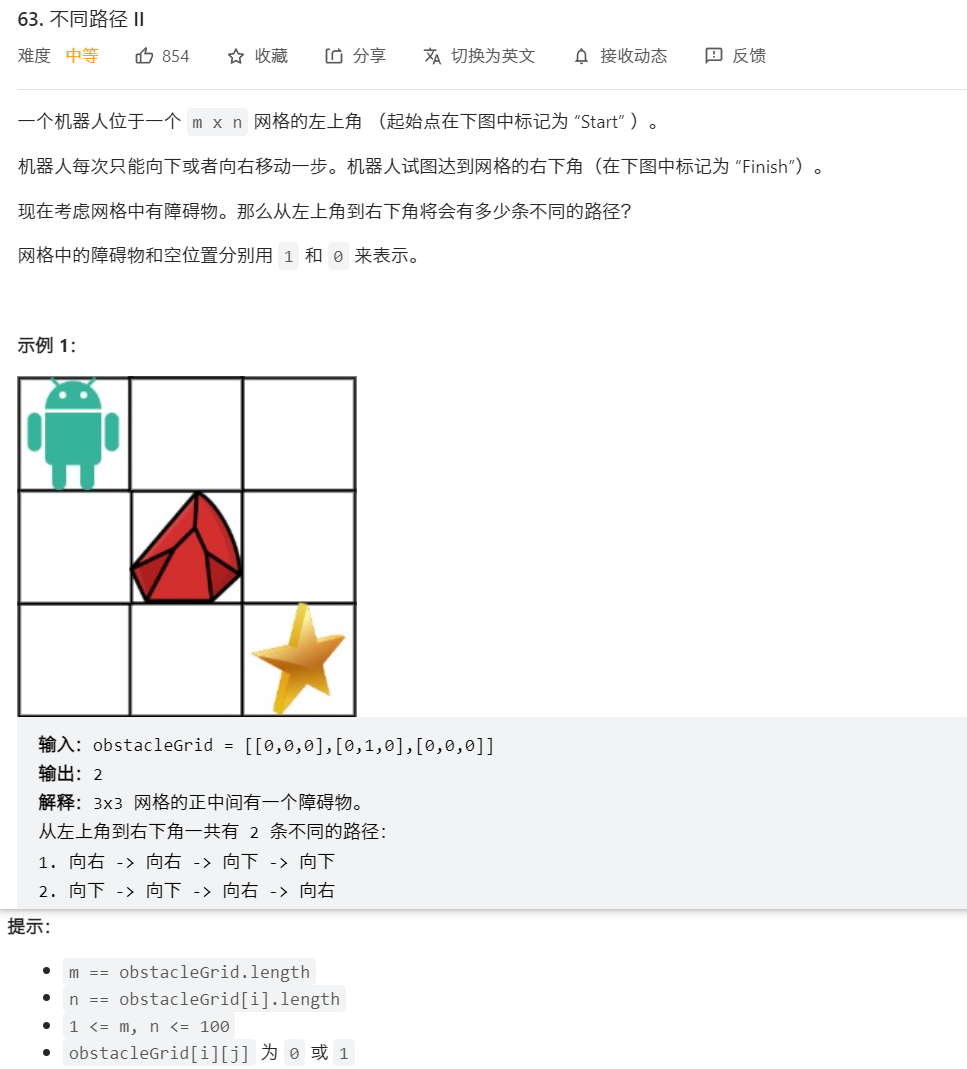 63. 不同路径 II
难度 中等 854 收藏 分享 切换为英文 接收动态 反馈
一个机器人位于一个 m x n 网格的左上角 （起始点在下图中标记为 “Start” ）。
机器人每次只能向下或者向右移动一步。机器人试图达到网格的右下角（在下图中标记为 “Finish”）。
现在考虑网格中有障碍物。那么从左上角到右下角将会有多少条不同的路径？
网格中的障碍物和空位置分别用 1 和 0 来表示。
示例 1：
输入：obstacleGrid = [[0,0,0],[0,1,0],[0,0,0]]
输出：2
解释：3x3 网格的正中间有一个障碍物。
从左上角到右下角一共有 2 条不同的路径：
1. 向右 -> 向右 -> 向下 -> 向下
2. 向下 -> 向下 -> 向右 -> 向右
提示：
m == obstacleGrid.length
n == obstacleGrid[i].length
1 <= m, n <= 100
obstacleGrid[i][j] 为 0 或 1